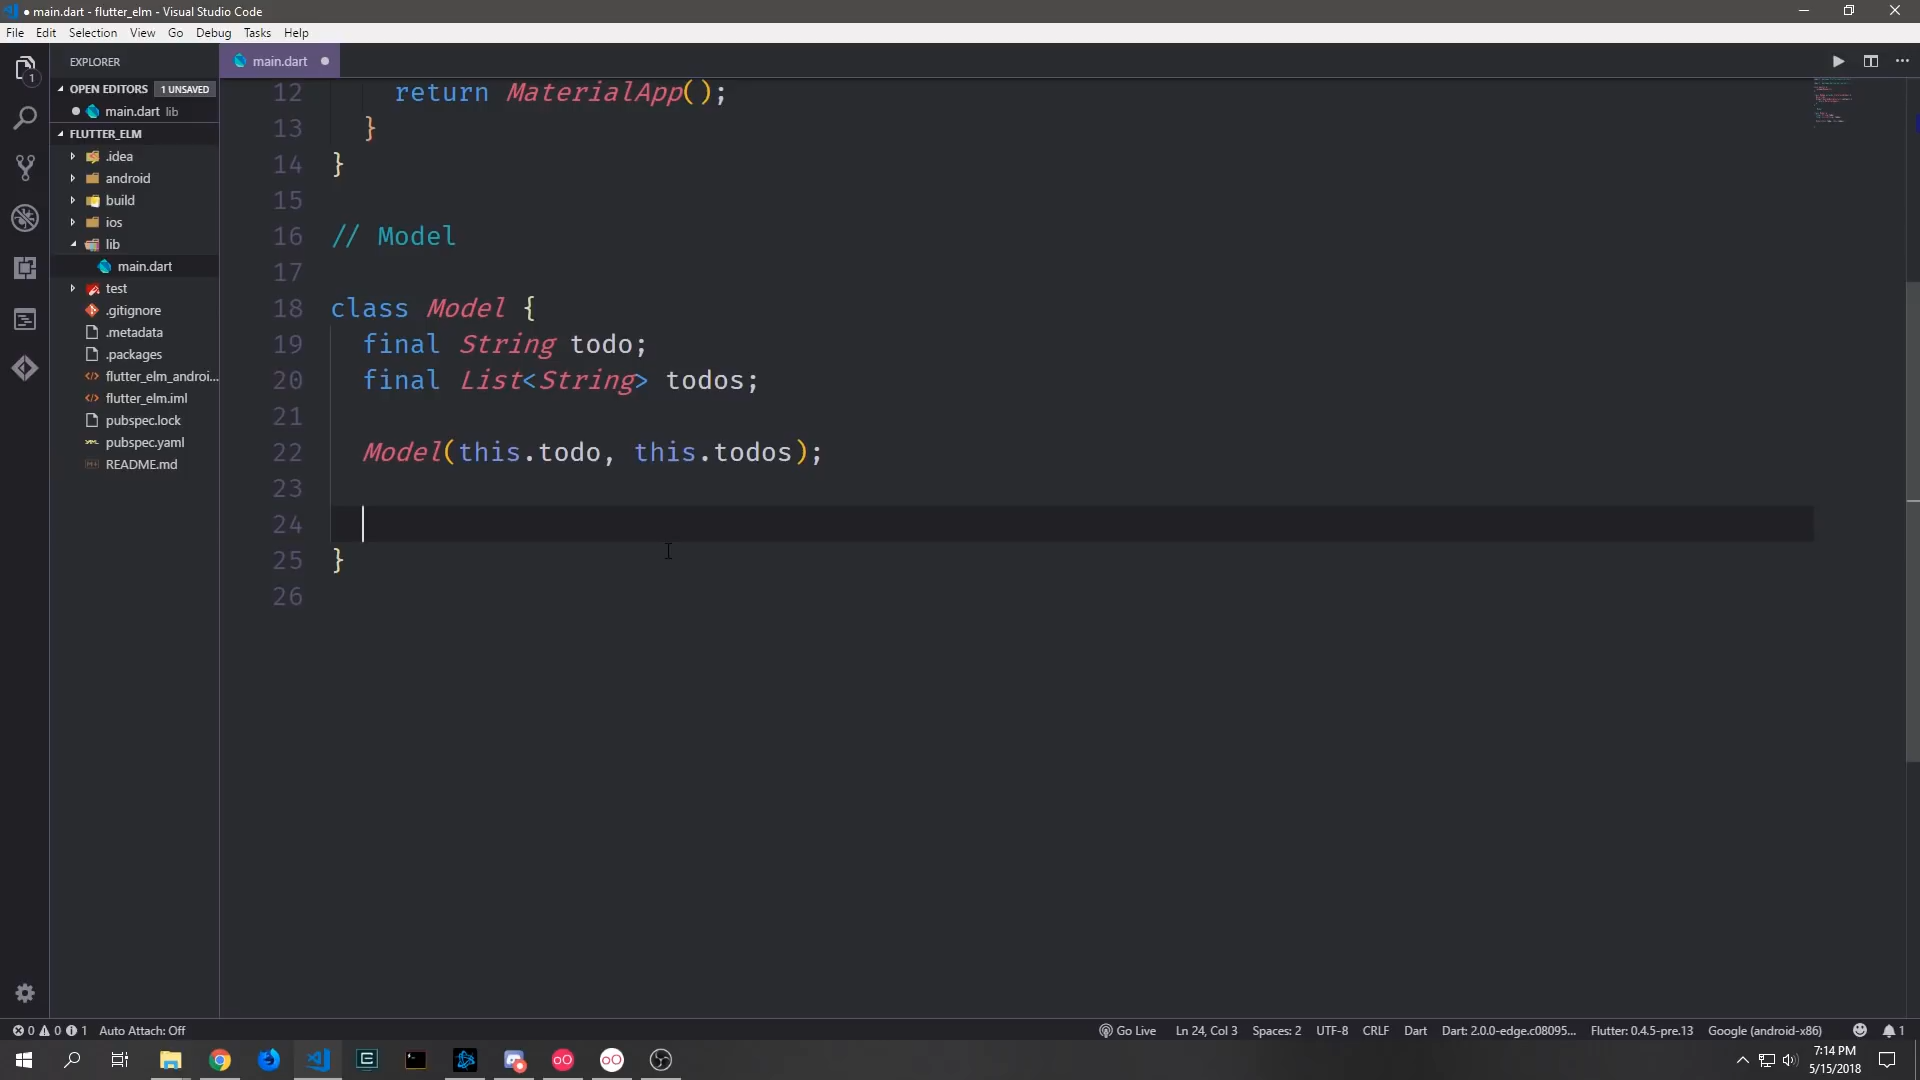 ● main.dart - flutter_elm - Visual Studio Code
File Edit Selection View Go Debug Tasks Help
EXPLORER
OPEN EDITORS 1 UNSAVED
main.dart lib
FLUTTER_ELM
.idea
android
build
ios
lib
main.dart
test
.gitignore
.metadata
.packages
flutter_elm_androi...
flutter_elm.iml
pubspec.lock
pubspec.yaml
README.md
1
main.dart
12 return MaterialApp();
13 }
14 }
15
16 // Model
17
18 class Model {
19 final String todo;
20 final List<String> todos;
21
22 Model(this.todo, this.todos);
23
24
25 }
26
0 0 1 Auto Attach: Off Go Live Ln 24, Col 3 Spaces: 2 UTF-8 CRLF Dart Dart: 2.0.0-edge.c08095... Flutter: 0.4.5-pre.13 Google (android-x86) 1
7:14 PM
5/15/2018